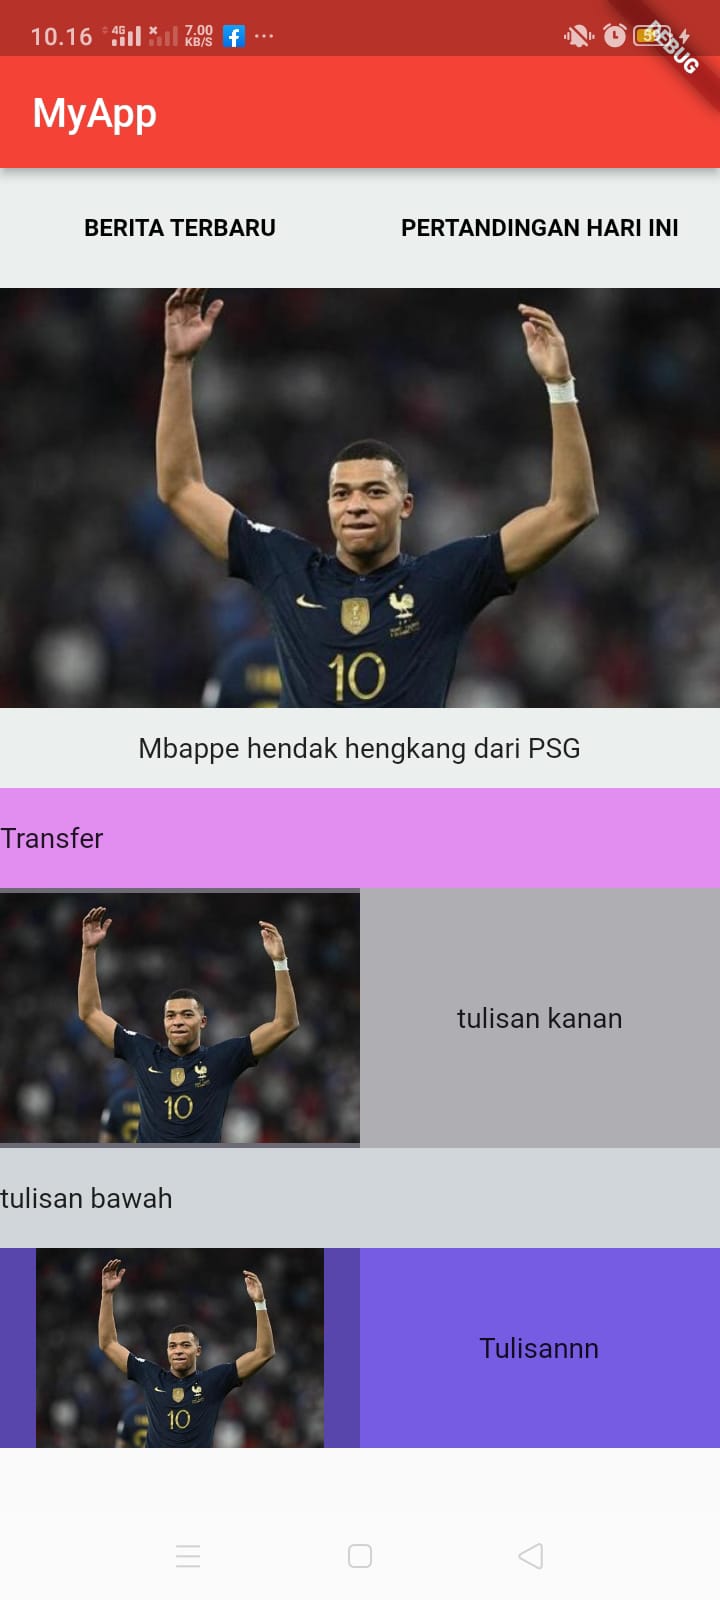 10.16 4G 7.00 KB/S 59
DEBUG
MyApp
BERITA TERBARU PERTANDINGAN HARI INI
10
Mbappe hendak hengkang dari PSG
Transfer
10
tulisan kanan
tulisan bawah
10
Tulisannn